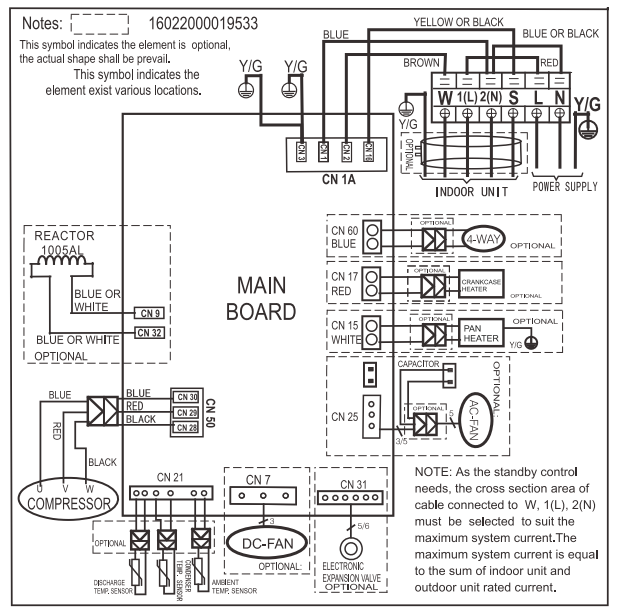 Notes: 16022000019533
This symbol indicates the element is optional,
the actual shape shall be prevail.
This symbol indicates the
element exist various locations.
YELLOW OR BLACK
BLUE
BLUE OR BLACK
BROWN
RED
Y/G
Y/G
W 1(L) 2(N) S L N
Y/G
Y/G
OPTIONAL
INDOOR UNIT
POWER SUPPLY
CN 3
CN 1
CN 2
CN 16
CN 1A
MAIN
BOARD
REACTOR
1005AL
BLUE OR
WHITE
CN 9
CN 32
BLUE OR WHITE
OPTIONAL
CN 60
BLUE
OPTIONAL
4-WAY
OPTIONAL
CN 17
RED
OPTIONAL
CRANKCASE
HEATER
OPTIONAL
CN 15
WHITE
OPTIONAL
PAN
HEATER
OPTIONAL
Y/G
CAPACITOR
OPTIONAL:
CN 25
OPTIONAL
3/5
5
AC-FAN
BLUE
RED
BLACK
BLUE
RED
BLACK
CN 30
CN 29
CN 28
CN 50
U V W
COMPRESSOR
CN 21
OPTIONAL
DISCHARGE
TEMP. SENSOR
CONDENSER
TEMP. SENSOR
AMBIENT
TEMP. SENSOR
CN 7
3
DC-FAN
OPTIONAL:
CN 31
5/6
ELECTRONIC
EXPANSION VALVE
OPTIONAL
NOTE: As the standby control
needs, the cross section area of
cable connected to W, 1(L), 2(N)
must be selected to suit the
maximum system current.The
maximum system current is equal
to the sum of indoor unit and
outdoor unit rated current.